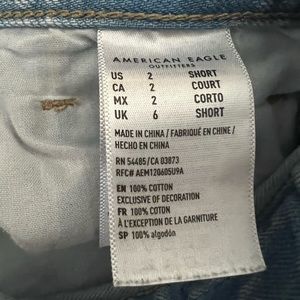 AMERICAN EAGLE
OUTFITTERS
US 2 SHORT
CA 2 COURT
MX 2 CORTO
UK 6 SHORT
MADE IN CHINA / FABRIQUÉ EN CHINE /
HECHO EN CHINA
RN 54485/CA 03873
RFC# AEM120605U9A
EN 100% COTTON
EXCLUSIVE OF DECORATION
FR 100% COTON
À L'EXCEPTION DE LA GARNITURE
SP 100% algodón